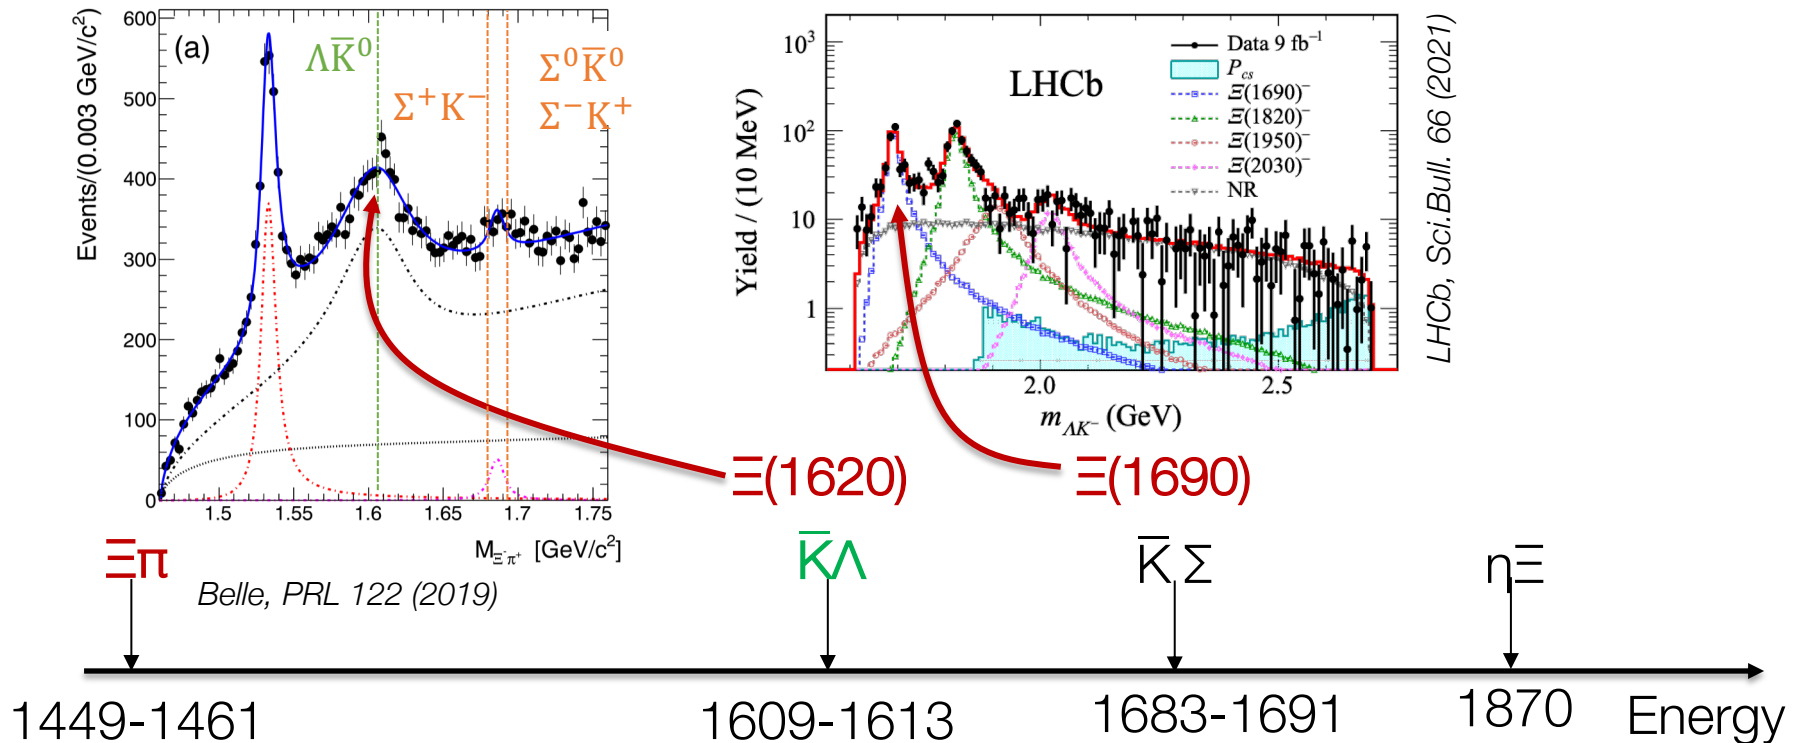 (a)
ΛK̅⁰
Σ⁺K⁻
Σ⁰K̅⁰
Σ⁻K⁺
Events/(0.003 GeV/c²)
600
500
400
300
200
100
0
1.5
1.55
1.6
1.65
1.7
1.75
M_Ξ⁻π⁺ [GeV/c²]
Belle, PRL 122 (2019)
LHCb
Data 9 fb⁻¹
P_cs
Ξ(1690)⁻
Ξ(1820)⁻
Ξ(1950)⁻
Ξ(2030)⁻
NR
Yield / (10 MeV)
10³
10²
10
1
2.0
2.5
m_ΛK⁻ (GeV)
LHCb, Sci.Bull. 66 (2021)
Ξ(1620)
Ξ(1690)
Ξπ
K̅Λ
K̅ Σ
ηΞ
1449-1461
1609-1613
1683-1691
1870
Energy